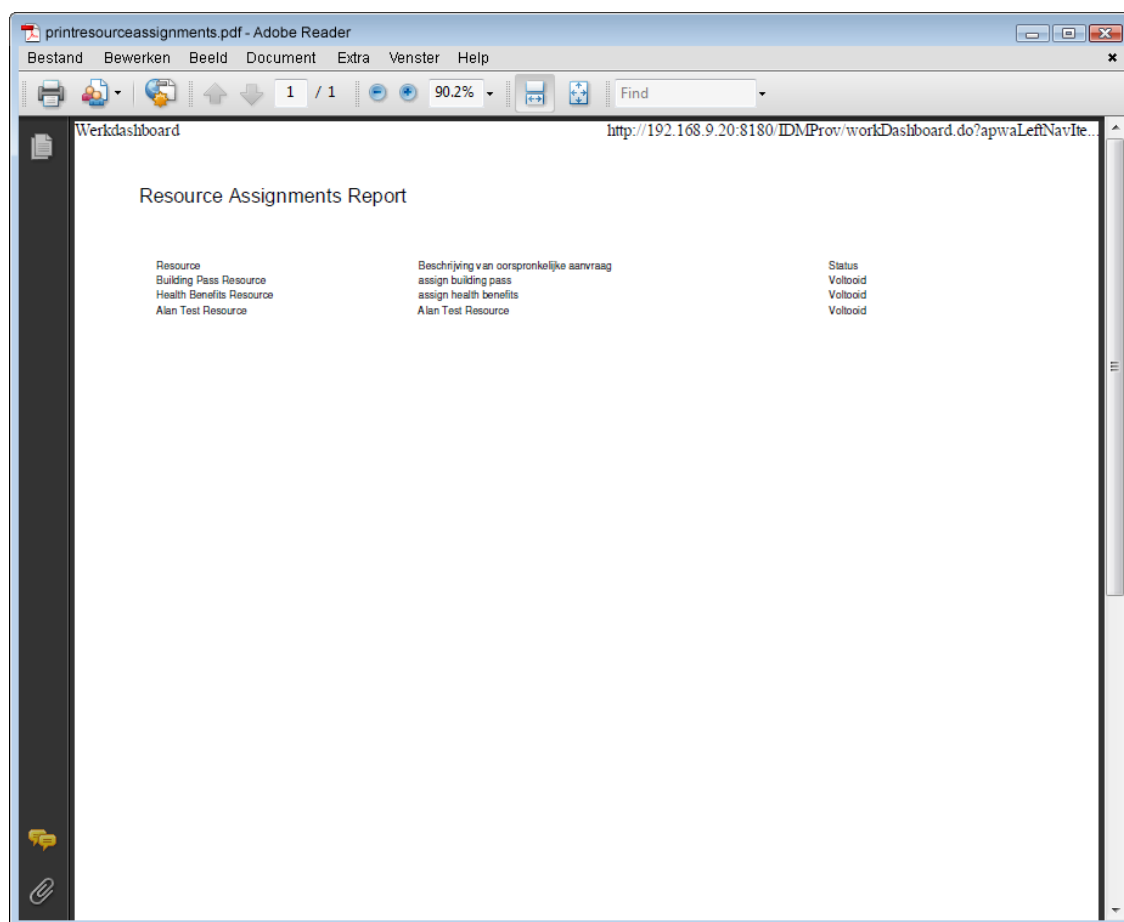 printresourceassignments.pdf - Adobe Reader
Bestand Bewerken Beeld Document Extra Venster Help
1 / 1 90.2% Find
Werkdashboard http://192.168.9.20:8180/IDMProv/workDashboard.do?apwaLeftNavIte...
Resource Assignments Report
Resource Beschrijving van oorspronkelijke aanvraag Status
Building Pass Resource assign building pass Voltooid
Health Benefits Resource assign health benefits Voltooid
Alan Test Resource Alan Test Resource Voltooid